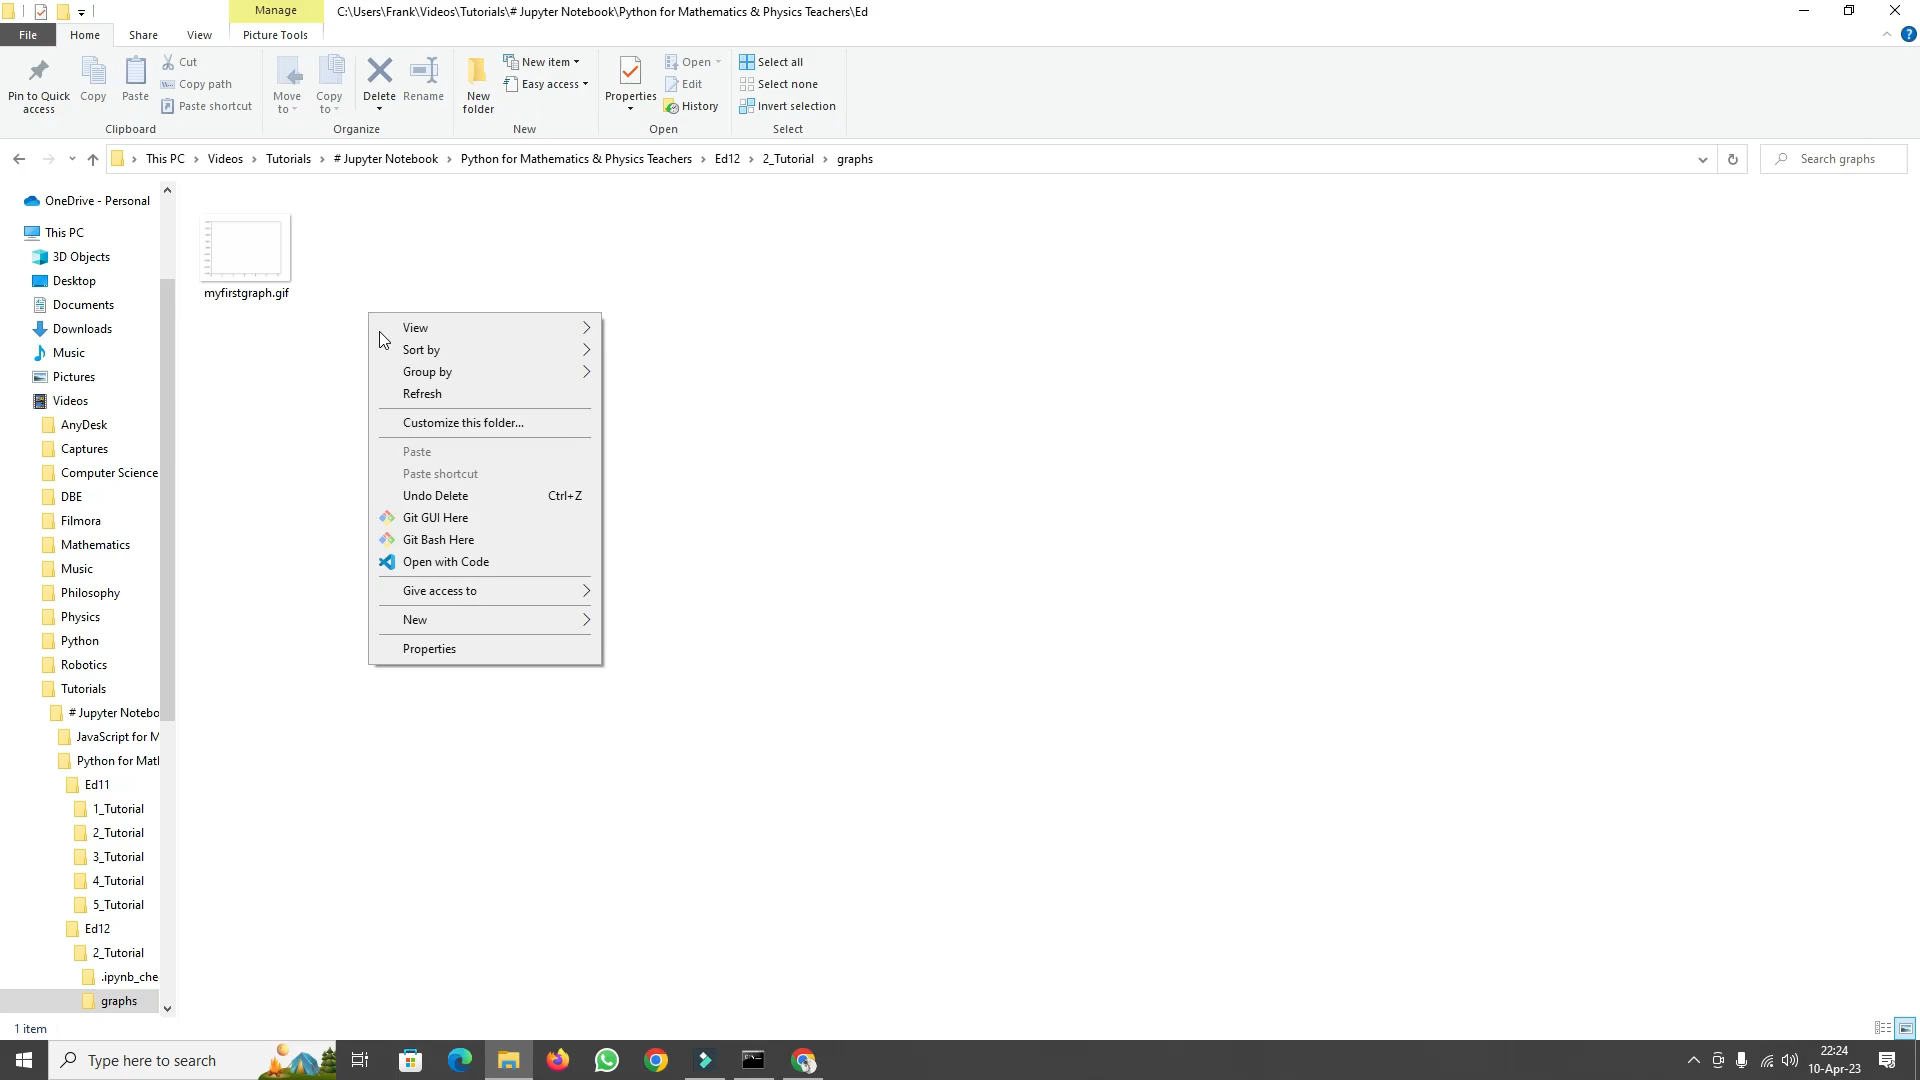 Manage
C:\Users\Frank\Videos\Tutorials\# Jupyter Notebook\Python for Mathematics & Physics Teachers\Ed
File
Home
Share
View
Picture Tools
Pin to Quick access
Copy
Paste
Cut
Copy path
Paste shortcut
Clipboard
Move to
Copy to
Delete
Rename
Organize
New folder
New item
Easy access
New
Properties
Open
Edit
History
Open
Select all
Select none
Invert selection
Select
This PC > Videos > Tutorials > # Jupyter Notebook > Python for Mathematics & Physics Teachers > Ed12 > 2_Tutorial > graphs
Search graphs
OneDrive - Personal
This PC
3D Objects
Desktop
Documents
Downloads
Music
Pictures
Videos
AnyDesk
Captures
Computer Science
DBE
Filmora
Mathematics
Music
Philosophy
Physics
Python
Robotics
Tutorials
# Jupyter Notebo
JavaScript for M
Python for Mat
Ed11
1_Tutorial
2_Tutorial
3_Tutorial
4_Tutorial
5_Tutorial
Ed12
2_Tutorial
.ipynb_che
graphs
myfirstgraph.gif
View
Sort by
Group by
Refresh
Customize this folder...
Paste
Paste shortcut
Undo Delete Ctrl+Z
Git GUI Here
Git Bash Here
Open with Code
Give access to
New
Properties
1 item
Type here to search
22:24
10-Apr-23